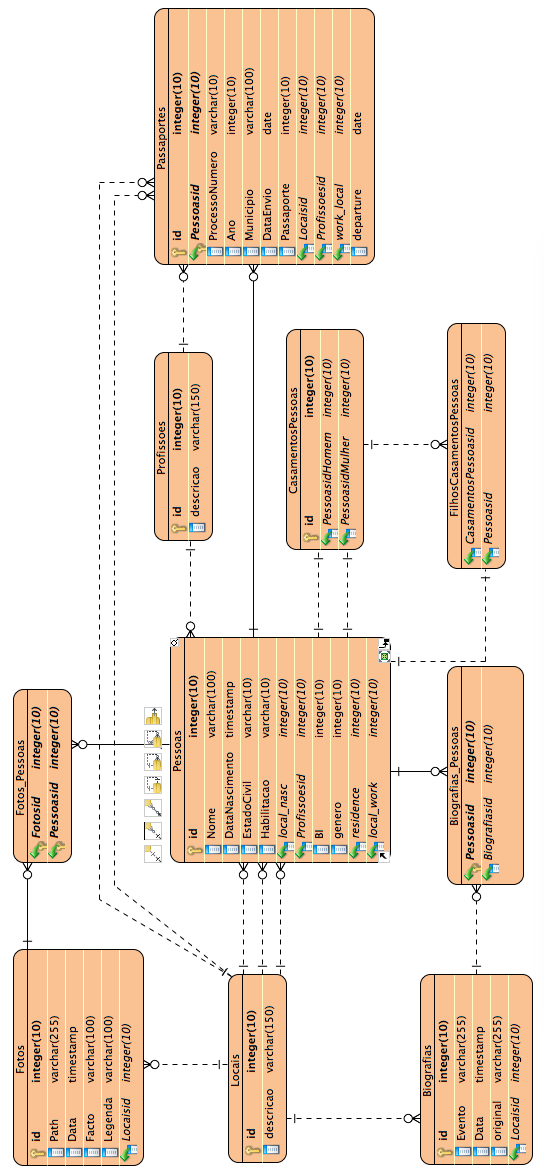 Passaportes
id integer(10)
Pessoasid integer(10)
ProcessoNumero varchar(10)
Ano integer(10)
Municipio varchar(100)
DataEnvio date
Passaporte integer(10)
Locaisid integer(10)
Profissoesid integer(10)
work_local integer(10)
departure date
Profissoes
id integer(10)
descricao varchar(150)
CasamentosPessoas
id integer(10)
PessoasidHomem integer(10)
PessoasidMulher integer(10)
FilhosCasamentosPessoas
CasamentosPessoasid integer(10)
Pessoasid integer(10)
Fotos_Pessoas
Fotosid integer(10)
Pessoasid integer(10)
Pessoas
id integer(10)
Nome varchar(100)
DataNascimento timestamp
EstadoCivil varchar(10)
Habilitacao varchar(10)
local_nasc integer(10)
Profissoesid integer(10)
BI integer(10)
genero integer(10)
residence integer(10)
local_work integer(10)
Biografias_Pessoas
Pessoasid integer(10)
Biografiasid integer(10)
Fotos
id integer(10)
Path varchar(255)
Data timestamp
Facto varchar(100)
Legenda varchar(100)
Locaisid integer(10)
Locais
id integer(10)
descricao varchar(150)
Biografias
id integer(10)
Evento varchar(255)
Data timestamp
original varchar(255)
Locaisid integer(10)